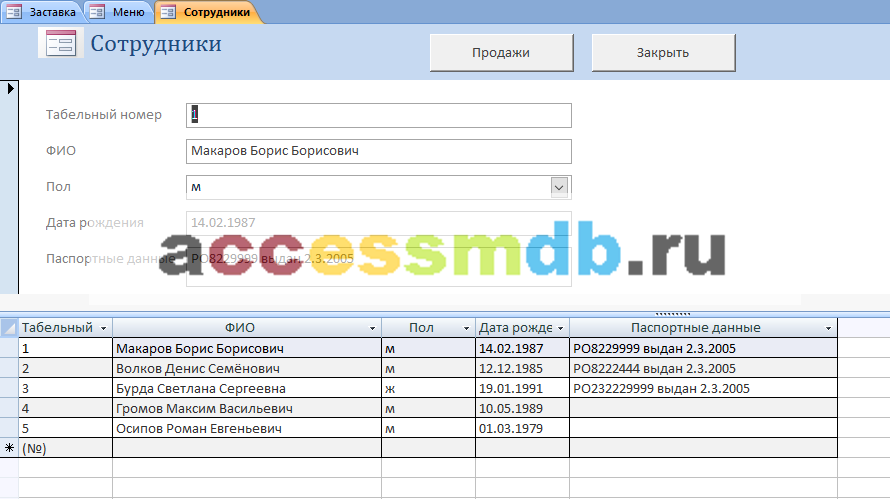 Заставка Меню Сотрудники
Сотрудники Продажи Закрыть
Табельный номер 1
ФИО Макаров Борис Борисович
Пол м
Дата рождения 14.02.1987
Паспортные данные РО8229999 выдан 2.3.2005
accessmdb.ru
Табельный ФИО Пол Дата рожде Паспортные данные
1 Макаров Борис Борисович м 14.02.1987 РО8229999 выдан 2.3.2005
2 Волков Денис Семёнович м 12.12.1985 РО8222444 выдан 2.3.2005
3 Бурда Светлана Сергеевна ж 19.01.1991 РО232229999 выдан 2.3.2005
4 Громов Максим Васильевич м 10.05.1989
5 Осипов Роман Евгеньевич м 01.03.1979
(№)